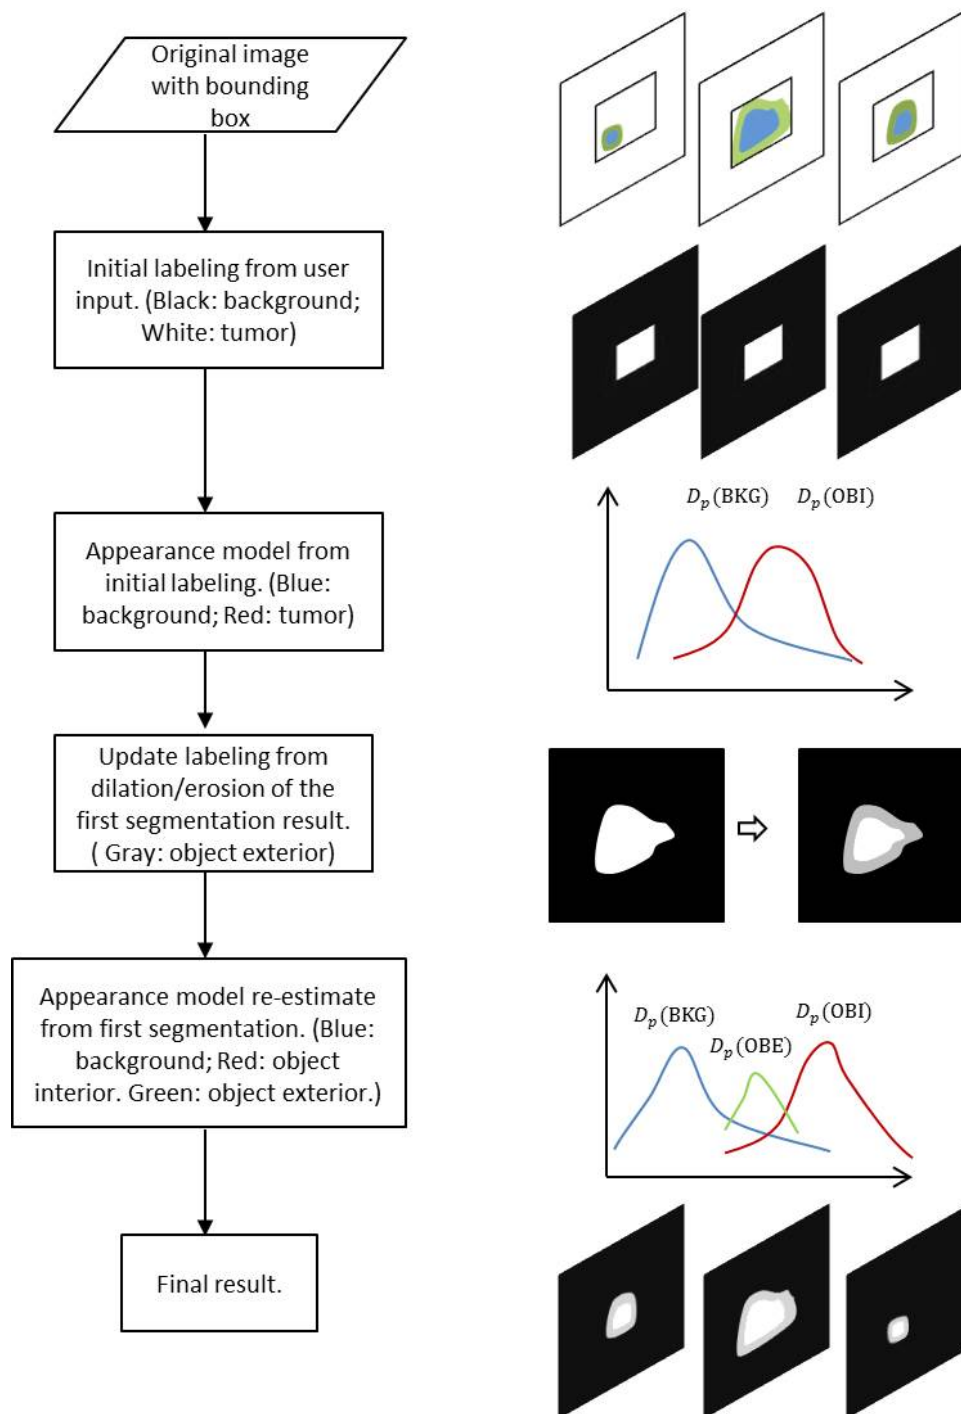 Original image
with bounding
box
Initial labeling from user
input. (Black: background;
White: tumor)
D_p(BKG) D_p(OBI)
Appearance model from
initial labeling. (Blue:
background; Red: tumor)
Update labeling from
dilation/erosion of the
first segmentation result.
( Gray: object exterior)
Appearance model re-estimate
from first segmentation. (Blue:
background; Red: object
interior. Green: object exterior.)
D_p(BKG) D_p(OBI)
D_p(OBE)
Final result.